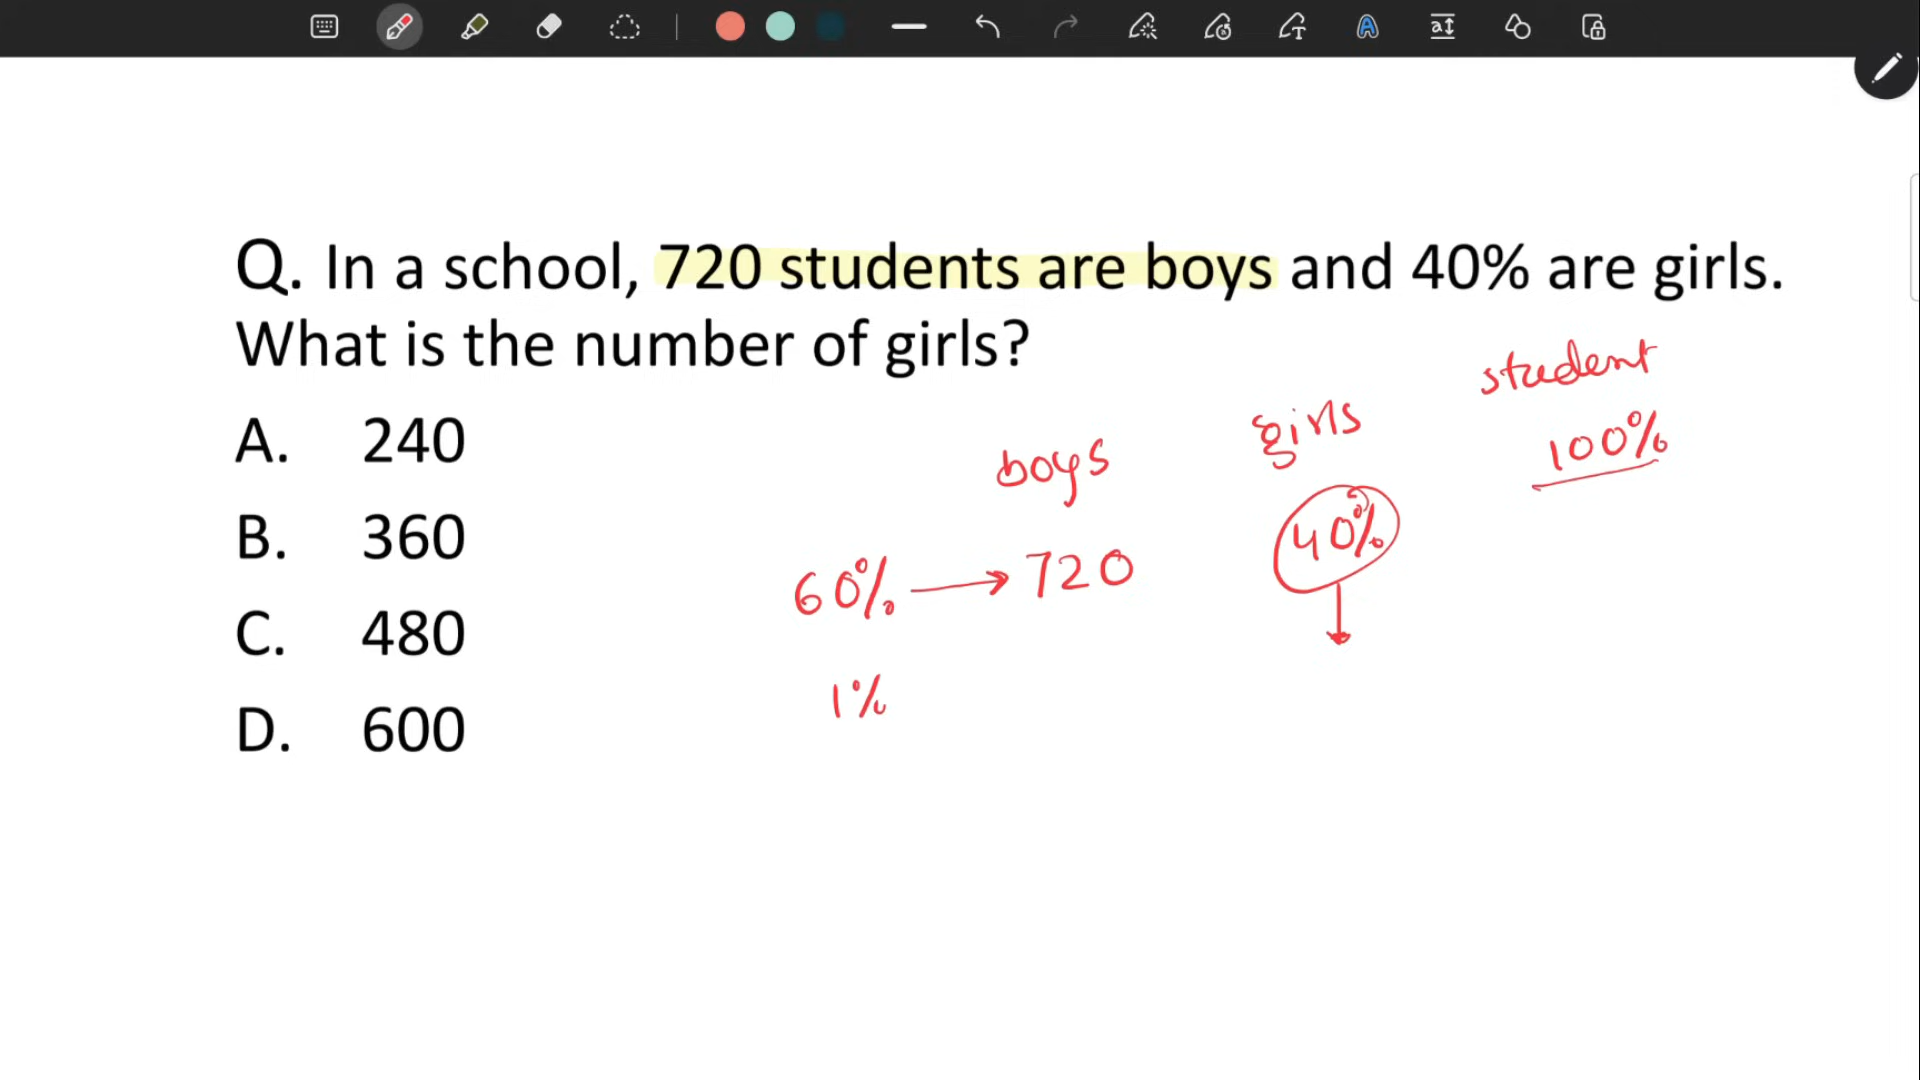 Q. In a school, 720 students are boys and 40% are girls.
What is the number of girls?
A. 240
B. 360
C. 480
D. 600
student
100%
girls
40%
boys
60% → 720
1%